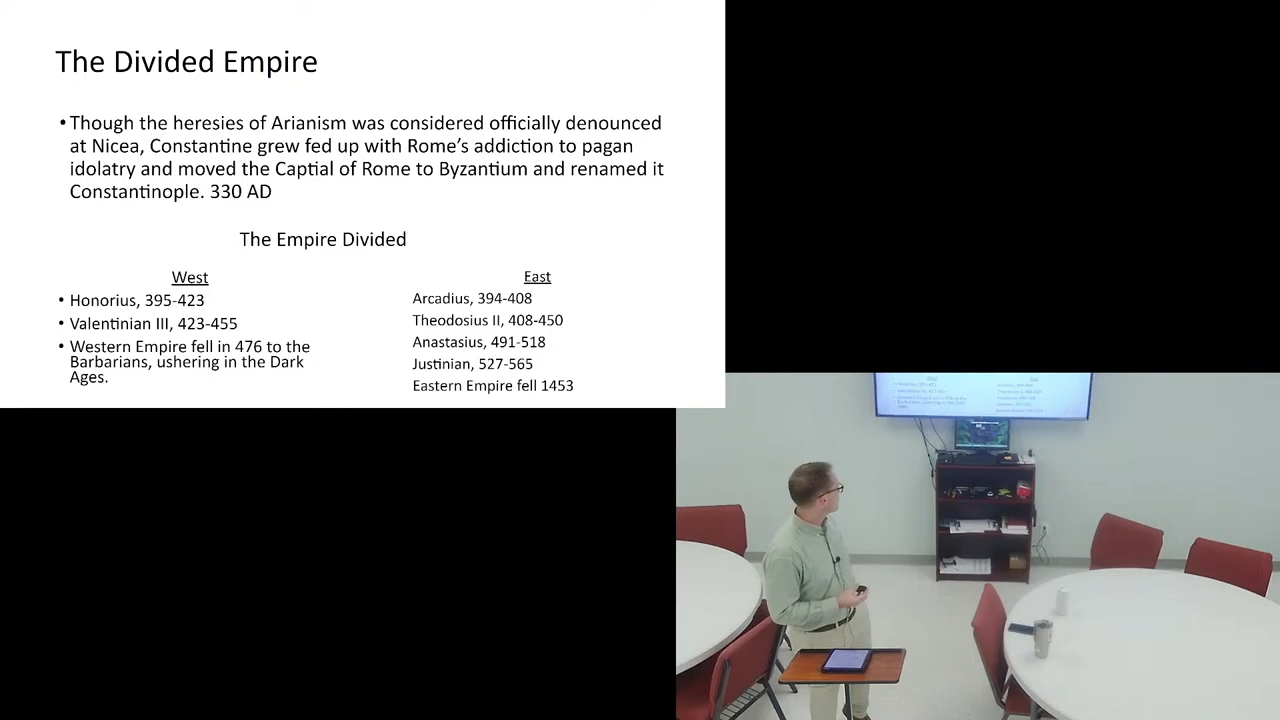 The Divided Empire
• Though the heresies of Arianism was considered officially denounced
at Nicea, Constantine grew fed up with Rome’s addiction to pagan
idolatry and moved the Captial of Rome to Byzantium and renamed it
Constantinople. 330 AD
The Empire Divided
West
• Honorius, 395-423
• Valentinian III, 423-455
• Western Empire fell in 476 to the
Barbarians, ushering in the Dark
Ages.
East
Arcadius, 394-408
Theodosius II, 408-450
Anastasius, 491-518
Justinian, 527-565
Eastern Empire fell 1453